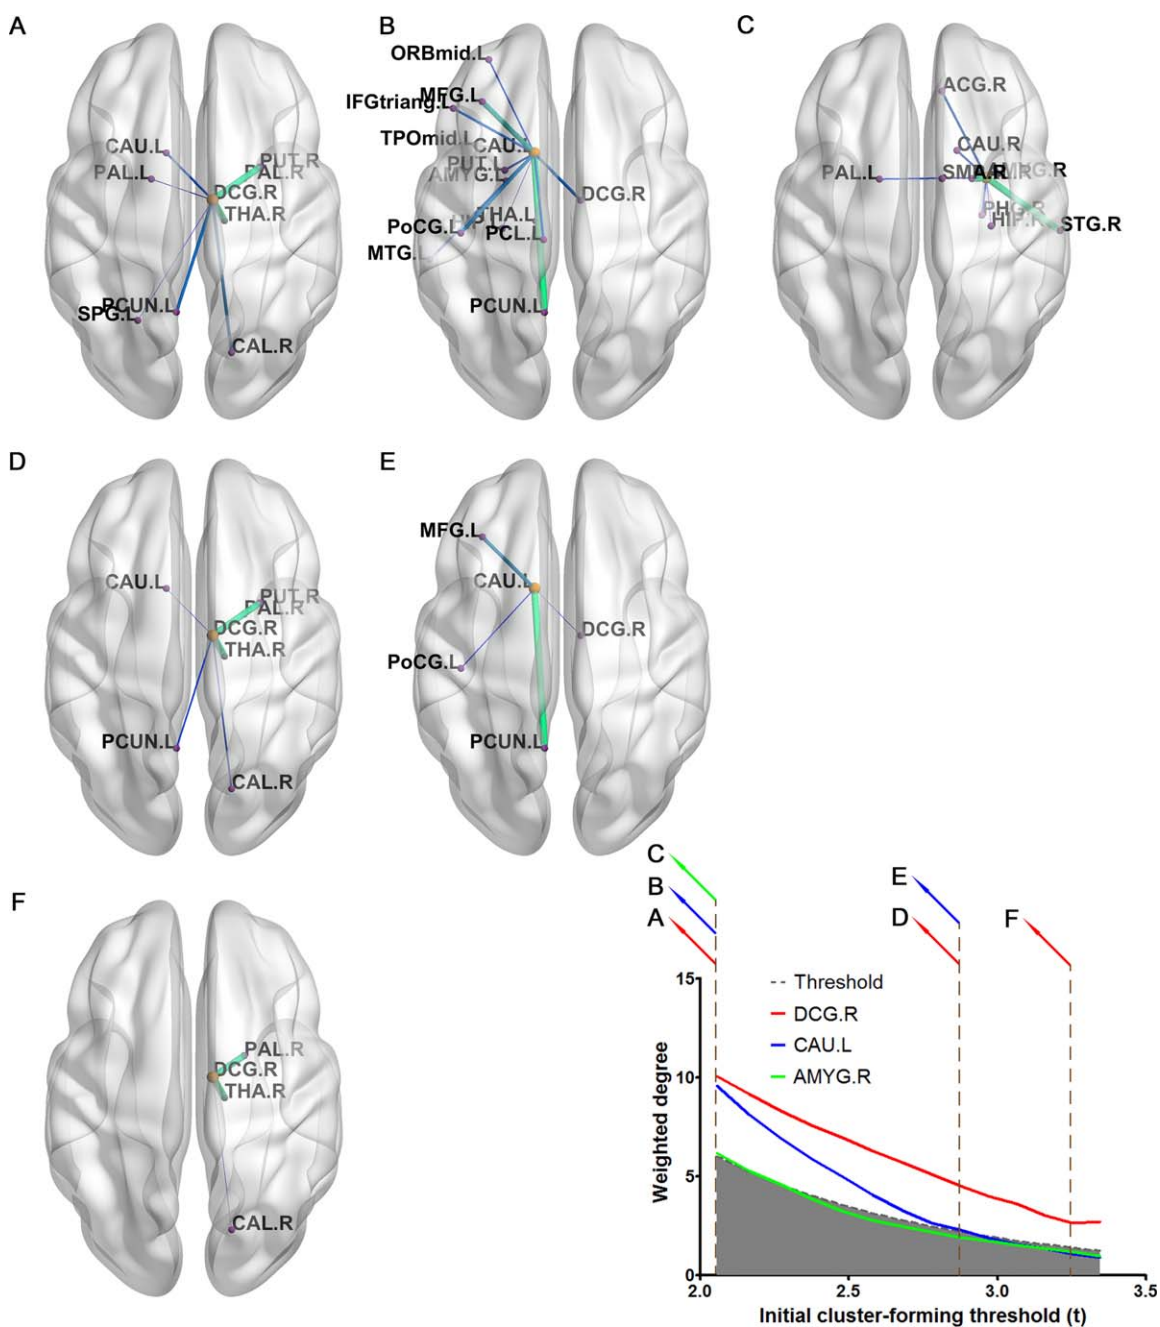 A
CAU.L
PAL.L
PUT.R
PAL.R
DCG.R
THA.R
PCUN.L
SPG.L
CAL.R
B
ORBmid.L
MFG.L
IFGtriang.L
TPOmid.L
CAU.L
PUT.L
AMYG.L
DCG.R
THA.L
PoCG.L
PCL.L
MTG.L
PCUN.L
C
ACG.R
CAU.R
PAL.L
AMYG.R
PHG.R
HIP.R
STG.R
D
CAU.L
PUT.R
PAL.R
DCG.R
THA.R
PCUN.L
CAL.R
E
MFG.L
CAU.L
DCG.R
PoCG.L
PCUN.L
F
PAL.R
DCG.R
THA.R
CAL.R
C
B
A
E
D
F
15
10
5
0
Weighted degree
Threshold
DCG.R
CAU.L
AMYG.R
2.0
2.5
3.0
3.5
Initial cluster-forming threshold (t)